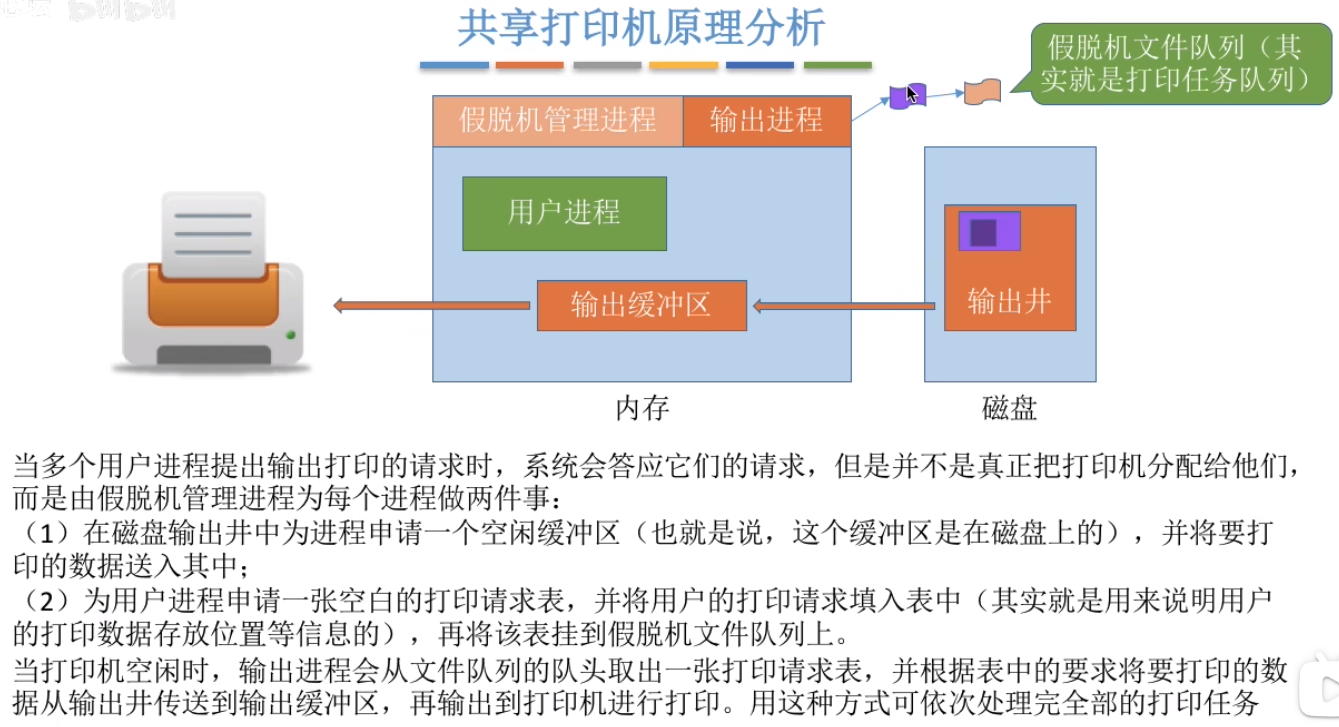 共享打印机原理分析
假脱机文件队列（其
实就是打印任务队列）
假脱机管理进程
输出进程
用户进程
输出缓冲区
输出井
内存
磁盘
当多个用户进程提出输出打印的请求时，系统会答应它们的请求，但是并不是真正把打印机分配给他们，
而是由假脱机管理进程为每个进程做两件事：
（1）在磁盘输出井中为进程申请一个空闲缓冲区（也就是说，这个缓冲区是在磁盘上的），并将要打
印的数据送入其中；
（2）为用户进程申请一张空白的打印请求表，并将用户的打印请求填入表中（其实就是用来说明用户
的打印数据存放位置等信息的），再将该表挂到假脱机文件队列上。
当打印机空闲时，输出进程会从文件队列的队头取出一张打印请求表，并根据表中的要求将要打印的数
据从输出井传送到输出缓冲区，再输出到打印机进行打印。用这种方式可依次处理完全部的打印任务